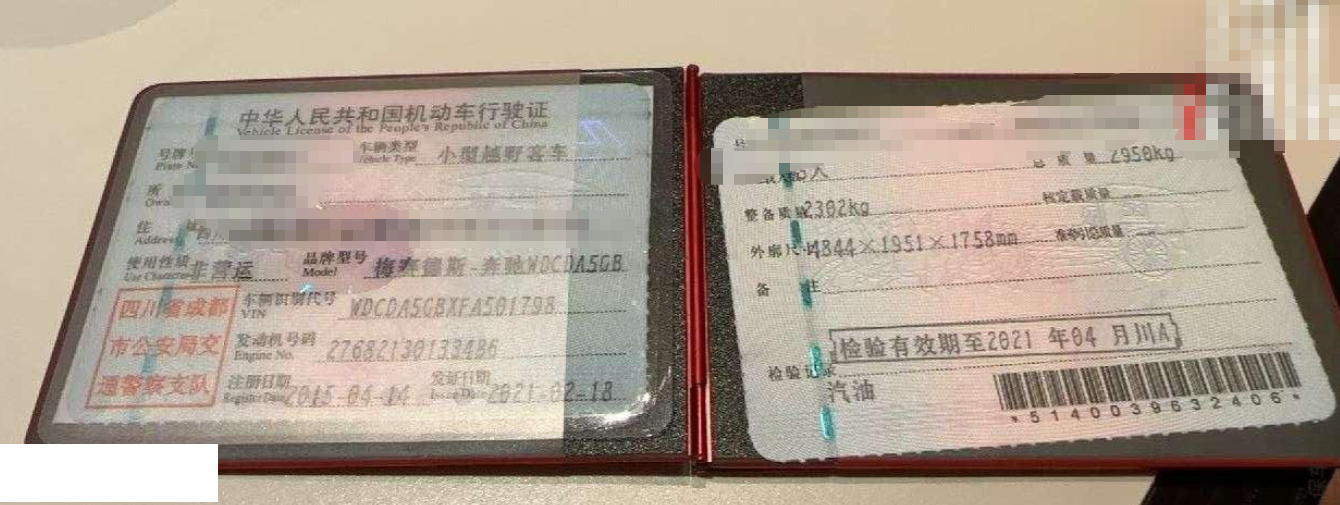 中华人民共和国机动车行驶证
Vehicle License of the People's Republic of China
号牌
Plate N
车辆类型
Vehicle Type
小型越野客车
所
Own
住 址
Address
四川
使用性质
Use Character
非营运
品牌型号
Model
梅赛德斯-奔驰WDCDA5GB
四川省成都
市公安局交
通警察支队
车辆识别代号
VIN
WDCDA5GBXFA501798
发动机号码
Engine No.
27682130133486
注册日期
Register Date
2015-04-14
发证日期
Issue Date
2021-02-18
人
总 质 量 2950kg
整备质量 2302kg
核定载质量 --
外廓尺寸 4844×1951×1758mm
准牵引总质量 --
备 注
检验有效期至2021 年04 月川A
检验记录
汽油
*5140039632406*